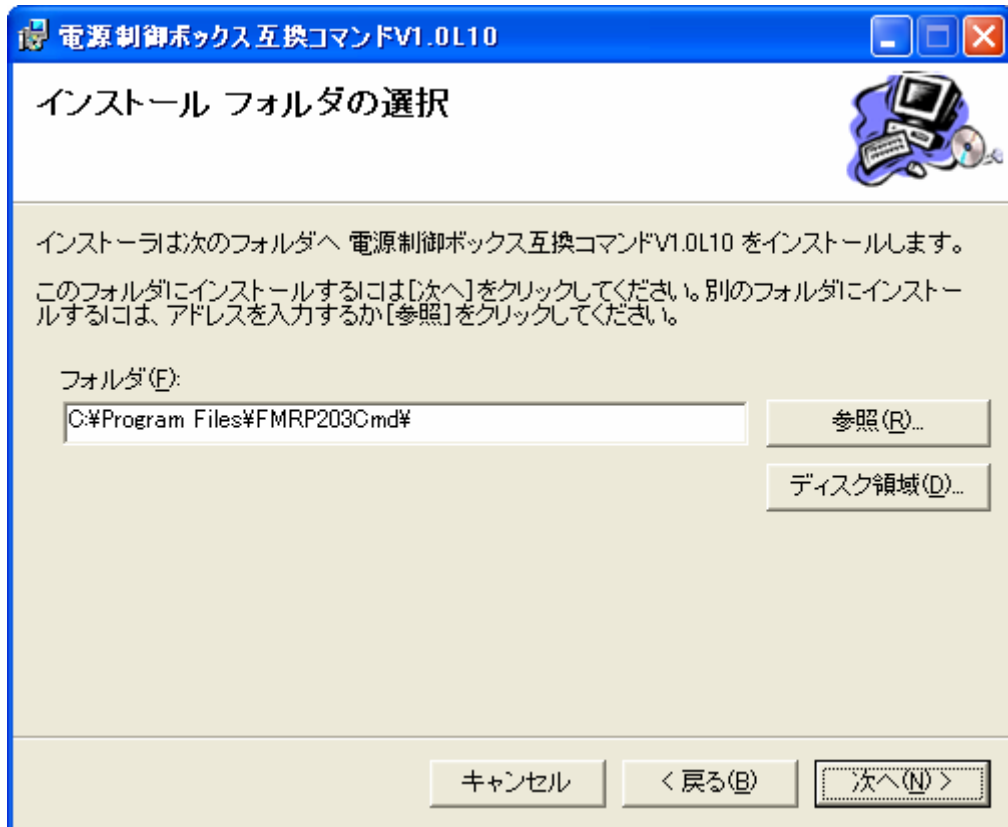 電源制御ボックス互換コマンドV1.0L10
インストール フォルダの選択
インストーラは次のフォルダへ 電源制御ボックス互換コマンドV1.0L10 をインストールします。
このフォルダにインストールするには[次へ]をクリックしてください。別のフォルダにインストー
ルするには、アドレスを入力するか[参照]をクリックしてください。
フォルダ(F):
C:¥Program Files¥FMRP203Cmd¥
参照(R)...
ディスク領域(D)...
キャンセル
< 戻る(B)
次へ(N) >